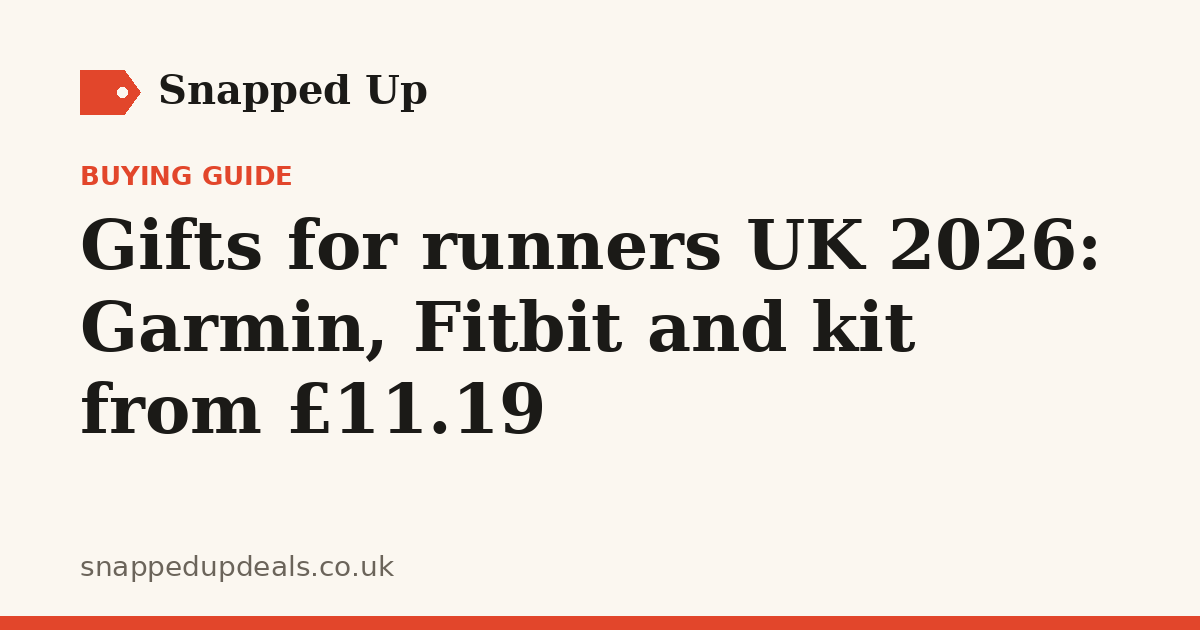 Snapped Up
BUYING GUIDE
Gifts for runners UK 2026:
Garmin, Fitbit and kit
from £11.19
snappedupdeals.co.uk